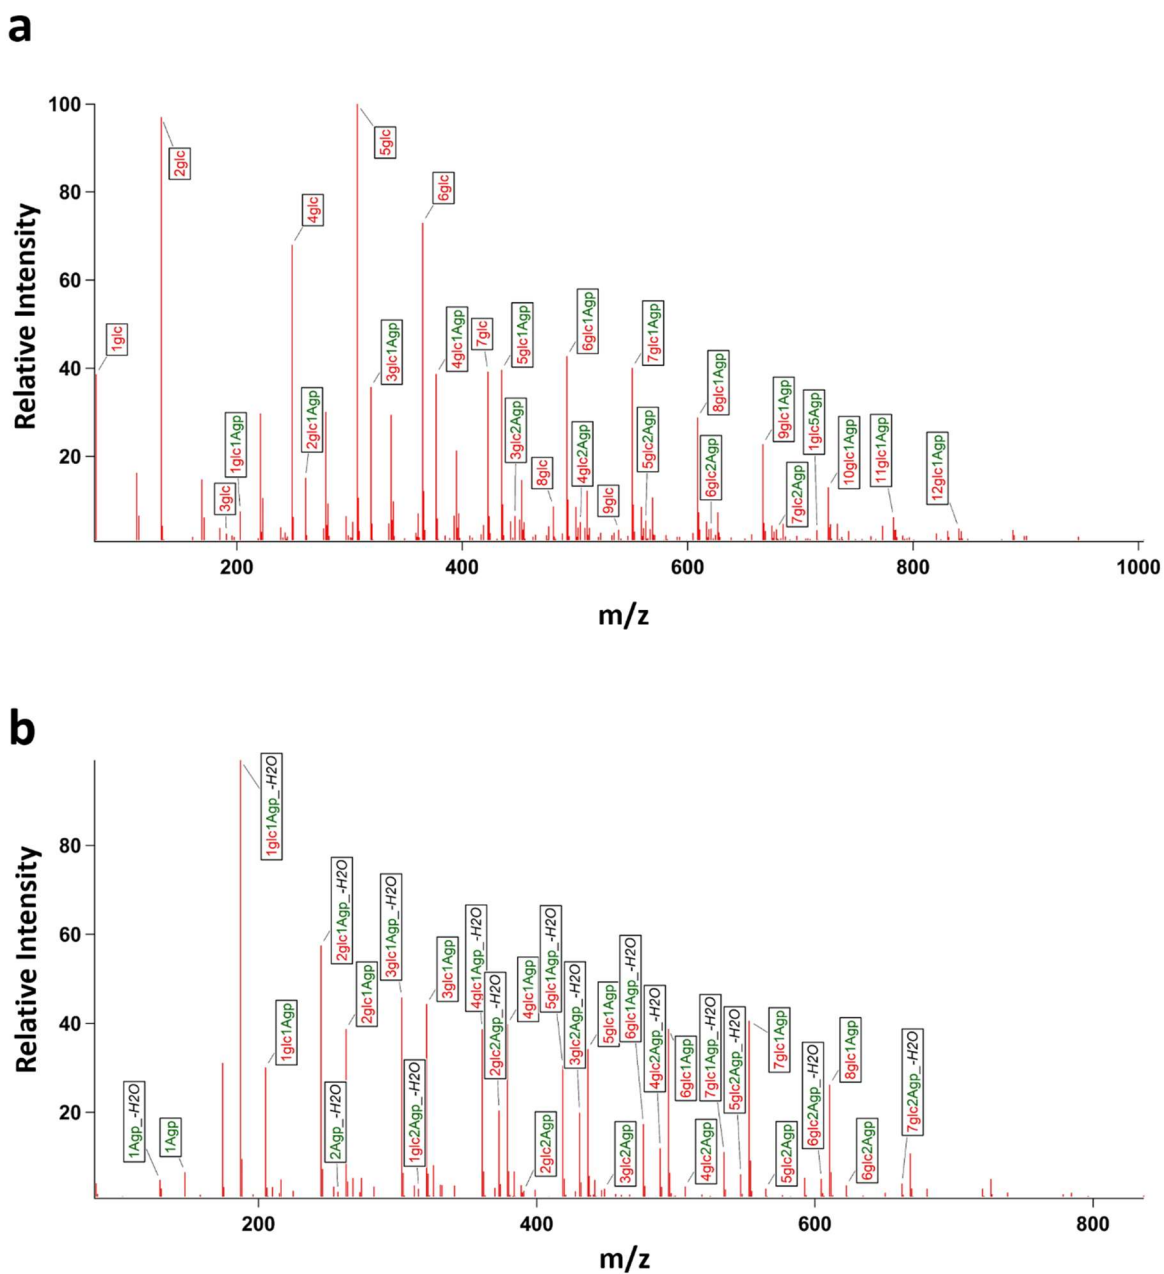 a
100
80
60
40
20
Relative Intensity
1glc
2glc
3glc
1glc1Agp
4glc
2glc1Agp
5glc
3glc1Agp
6glc
4glc1Agp
7glc
5glc1Agp
3glc2Agp
8glc
6glc1Agp
4glc2Agp
9glc
7glc1Agp
5glc2Agp
8glc1Agp
6glc2Agp
9glc1Agp
7glc2Agp
1glc5Agp
10glc1Agp
11glc1Agp
12glc1Agp
200
400
600
800
1000
m/z
b
80
60
40
20
Relative Intensity
1Agp_-H2O
1Agp
1glc1Agp_-H2O
1glc1Agp
2glc1Agp_-H2O
2Agp_-H2O
2glc1Agp
3glc1Agp_-H2O
1glc2Agp_-H2O
3glc1Agp
4glc1Agp_-H2O
2glc2Agp_-H2O
4glc1Agp
2glc2Agp
5glc1Agp_-H2O
3glc2Agp_-H2O
5glc1Agp
3glc2Agp
6glc1Agp_-H2O
4glc2Agp_-H2O
6glc1Agp
4glc2Agp
7glc1Agp_-H2O
5glc2Agp_-H2O
7glc1Agp
5glc2Agp
6glc2Agp_-H2O
8glc1Agp
6glc2Agp
7glc2Agp_-H2O
200
400
600
800
m/z